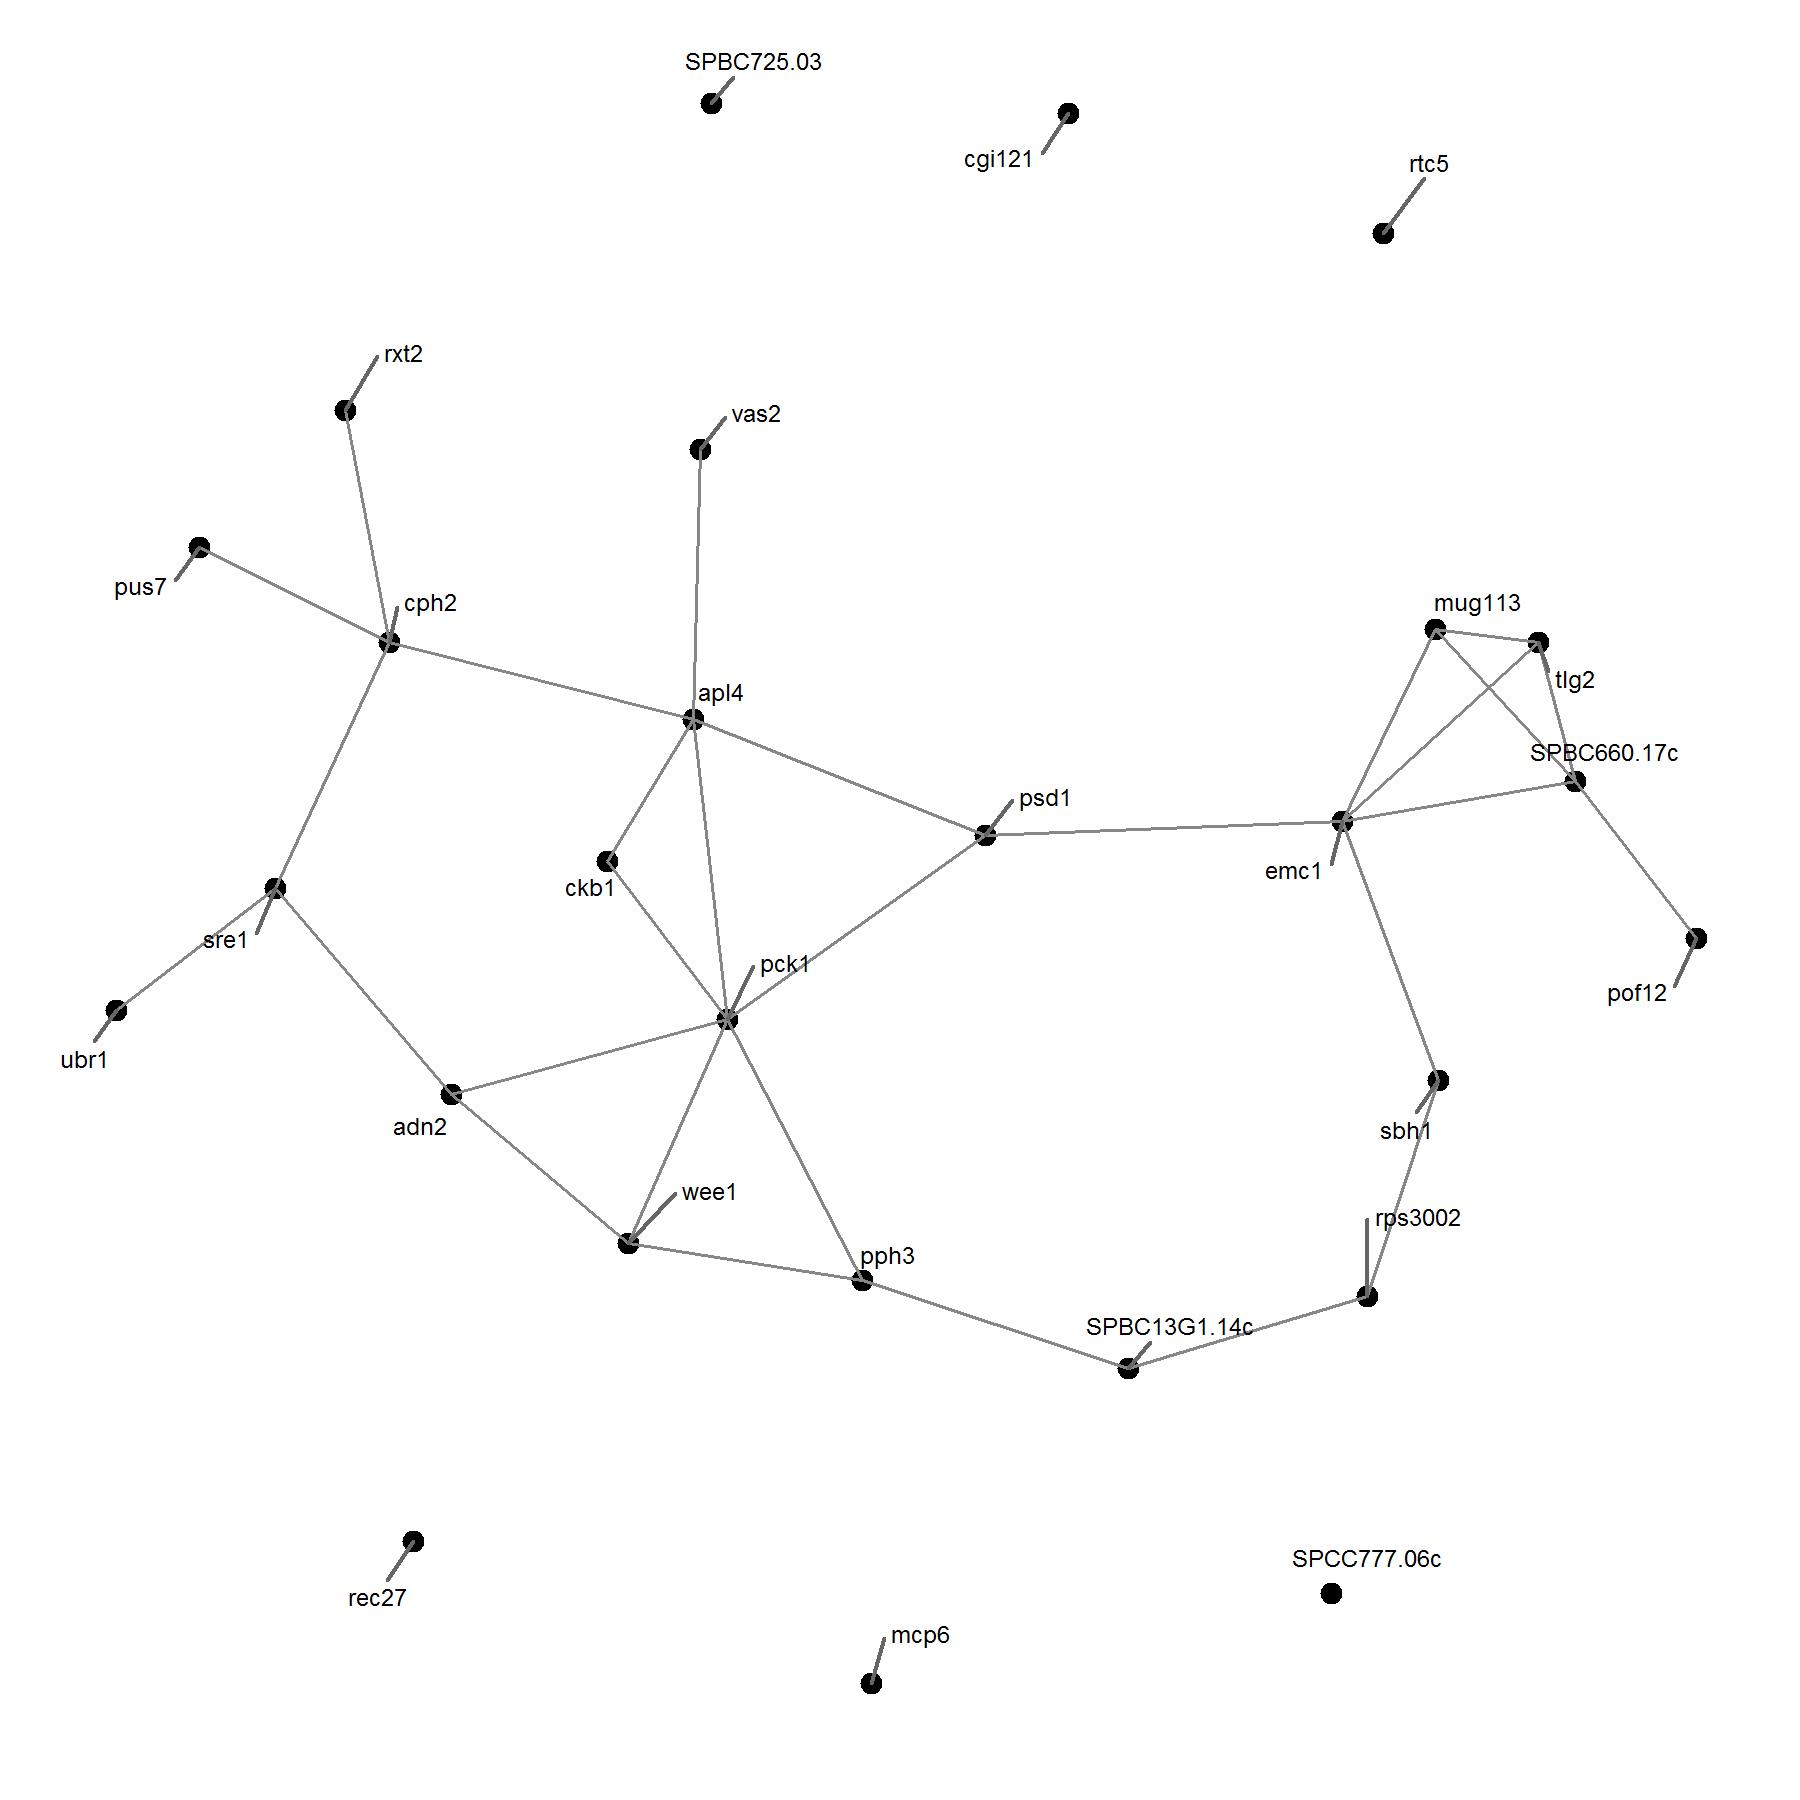 SPBC725.03
cgi121
rtc5
rxt2
vas2
pus7
cph2
mug113
tlg2
apl4
SPBC660.17c
psd1
emc1
ckb1
sre1
pck1
pof12
ubr1
adn2
sbh1
wee1
rps3002
pph3
SPBC13G1.14c
SPCC777.06c
rec27
mcp6